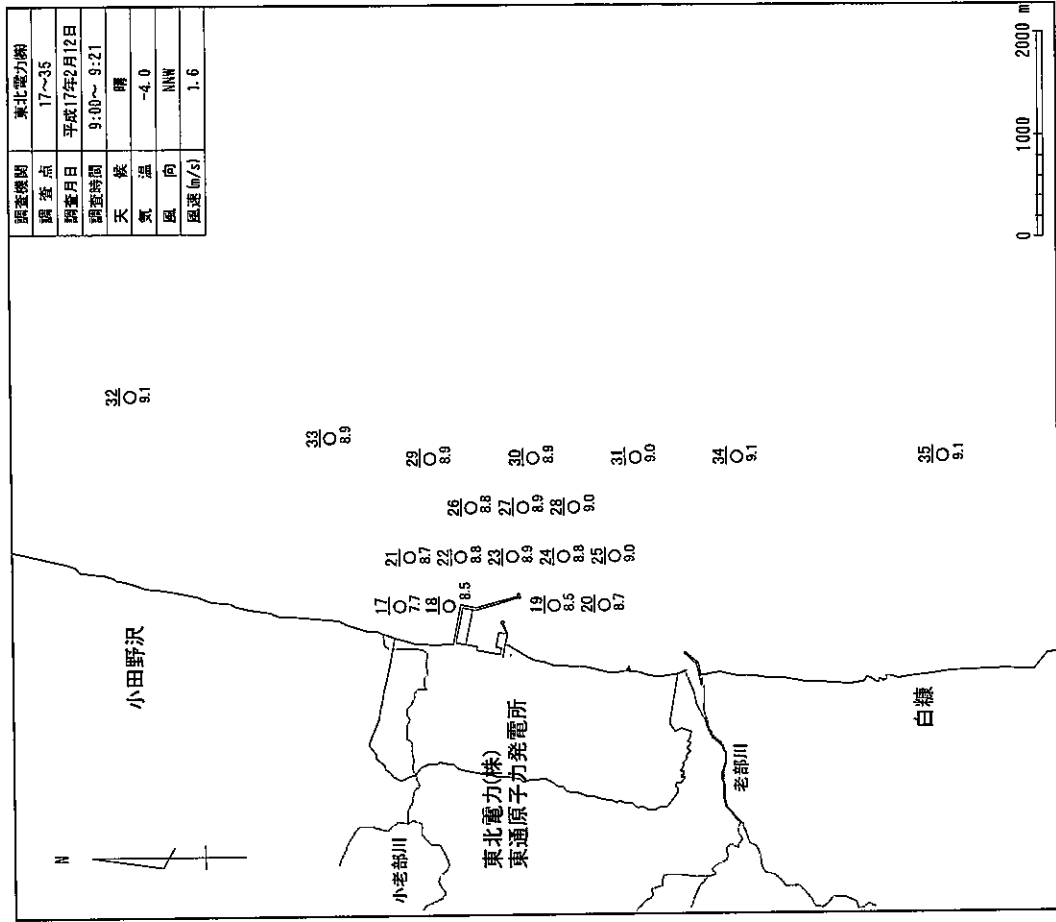 調査機関 東北電力(株)
調査点 17～35
調査月日 平成17年2月12日
調査時間 9:00～ 9:21
天候 晴
気温 -4.0
風向 NNW
風速(m/s) 1.6
N
小田野沢
小老部川
東北電力(株)
東通原子力発電所
老部川
白糠
32
9.1
33
8.9
29
8.9
30
8.9
31
9.0
34
9.1
35
9.1
26
8.8
27
8.9
28
9.0
21
8.7
22
8.8
23
8.9
24
8.8
25
9.0
17
7.7
18
8.5
19
8.5
20
8.7
0 1000 2000 m